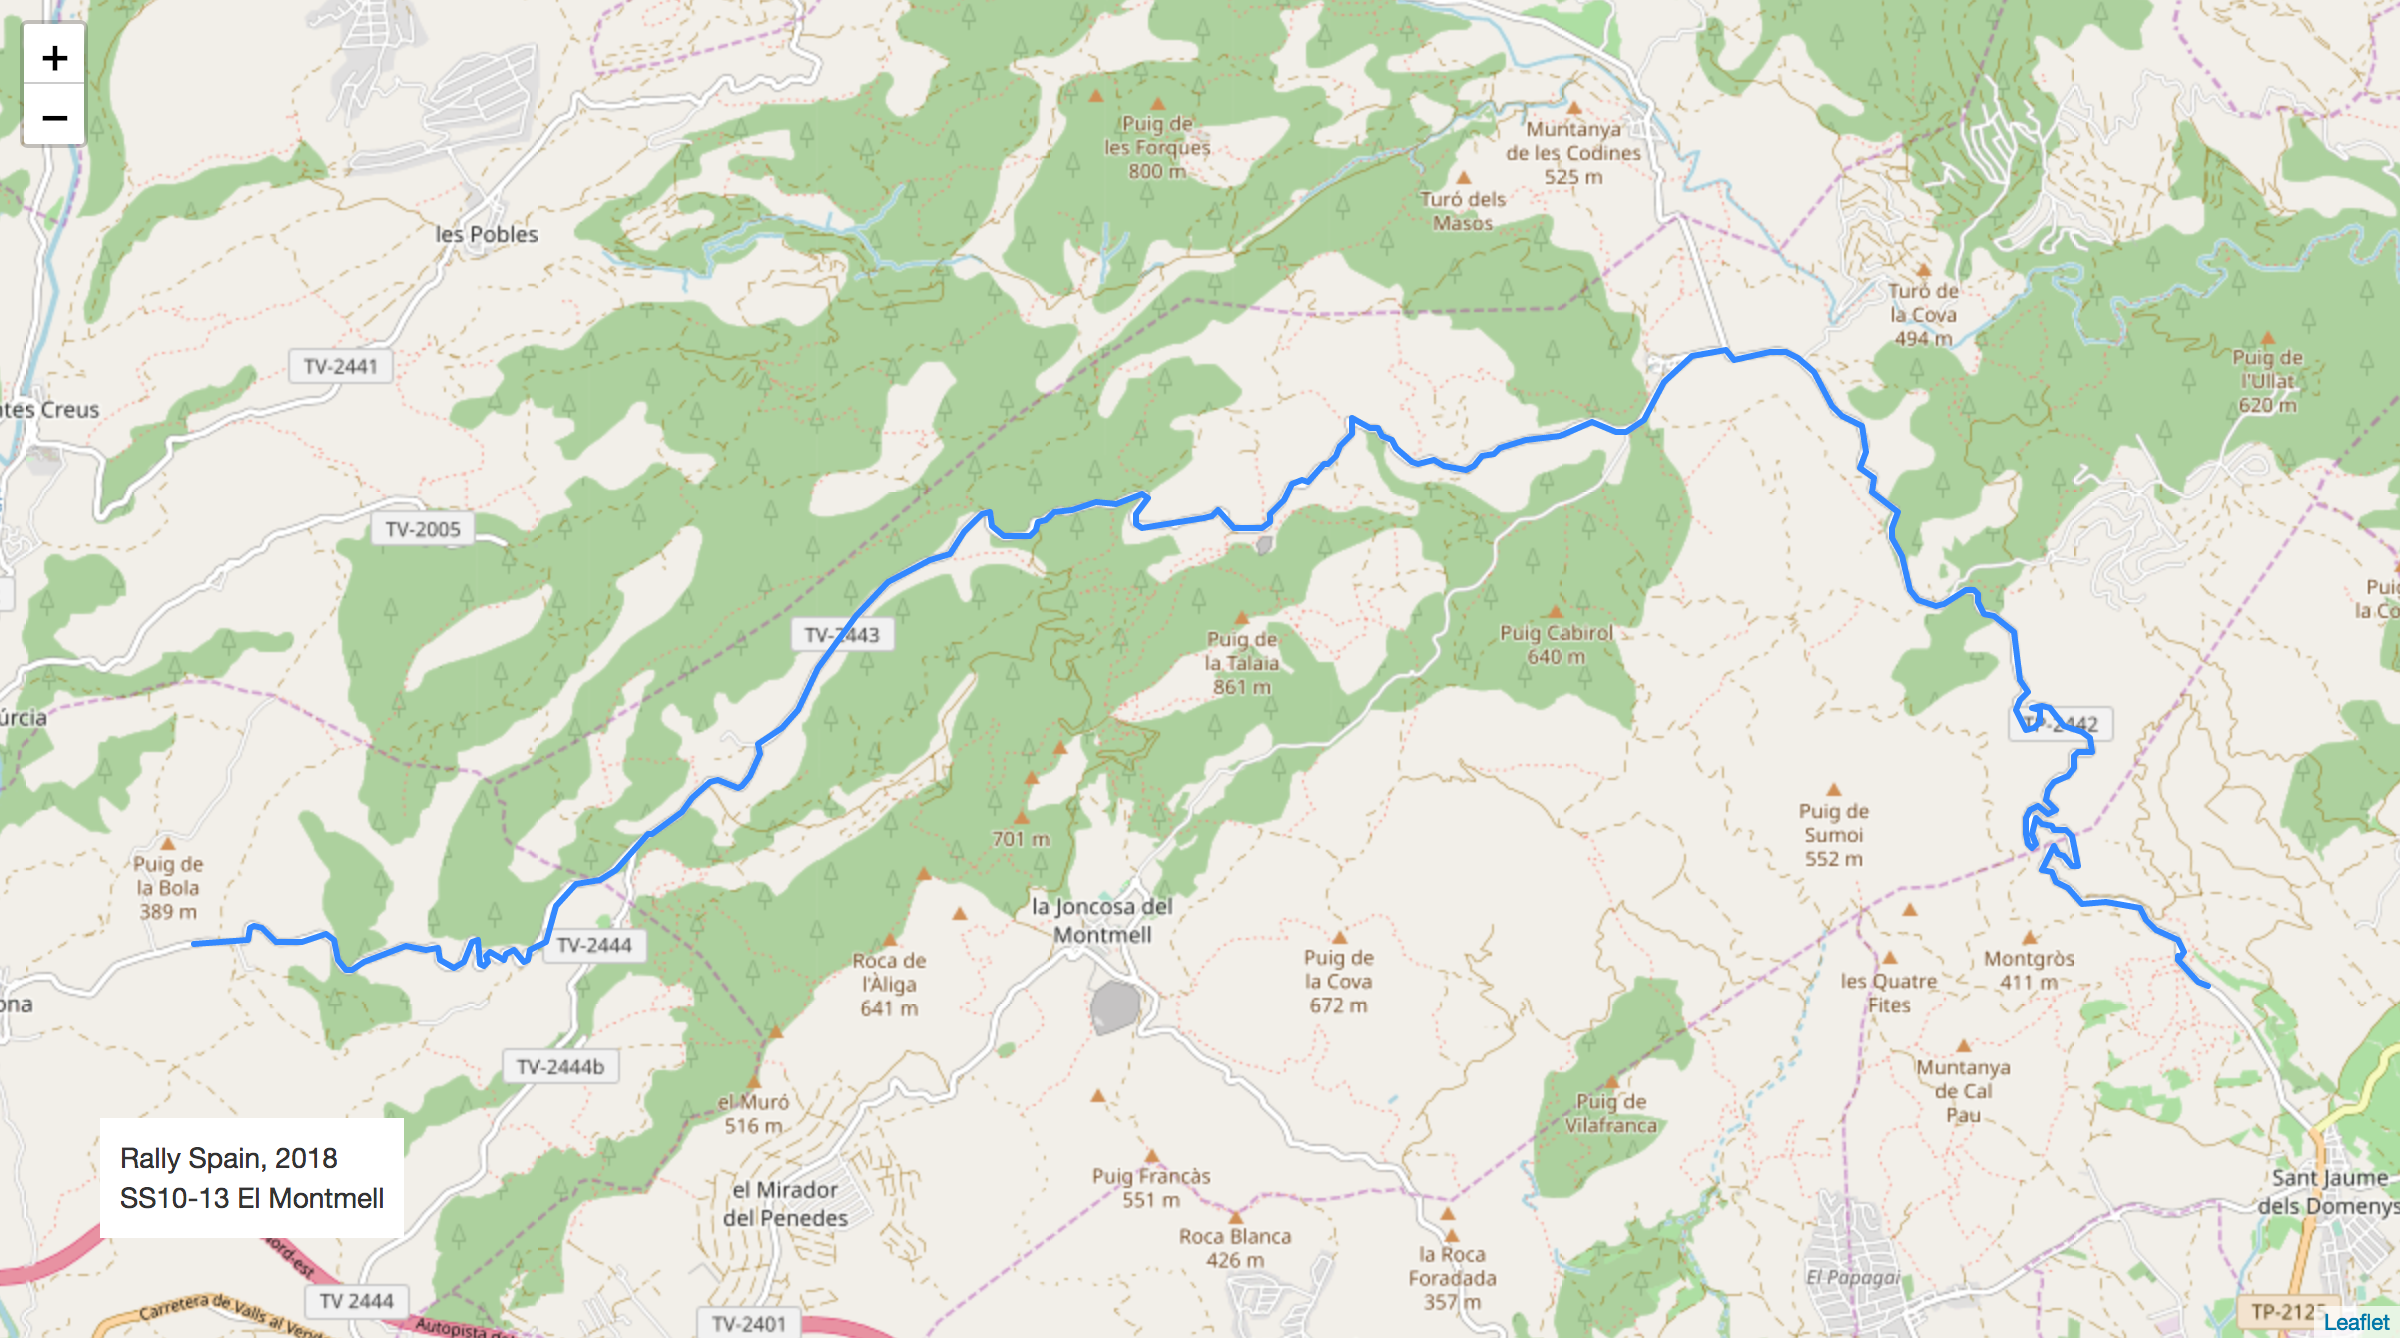 +
−
Puig de
les Forques
800 m
Muntanya
de les Codines
525 m
Turó dels
Masos
les Pobles
Turó de
la Cova
494 m
TV-2441
Puig de
l'Ullat
620 m
ntes Creus
TV-2005
Puig
la Co
TV-2443
Puig Cabirol
640 m
Puig de
la Talaia
861 m
úrcia
TP-2442
Puig de
Sumoi
552 m
701 m
Puig de
la Bola
389 m
la Joncosa del
Montmell
TV-2444
Roca de
l'Àliga
641 m
Puig de
la Cova
672 m
les Quatre
Fites
Montgròs
411 m
ona
TV-2444b
Muntanya
de Cal
Pau
el Muró
516 m
Puig de
Vilafranca
Rally Spain, 2018
SS10-13 El Montmell
el Mirador
del Penedes
Puig Francàs
551 m
Sant Jaume
dels Domenys
Roca Blanca
426 m
la Roca
Foradada
357 m
El Papagai
ord-est
TV 2444
Carretera de Valls al Vend
Autopista de
TV-2401
TP-2125
Leaflet